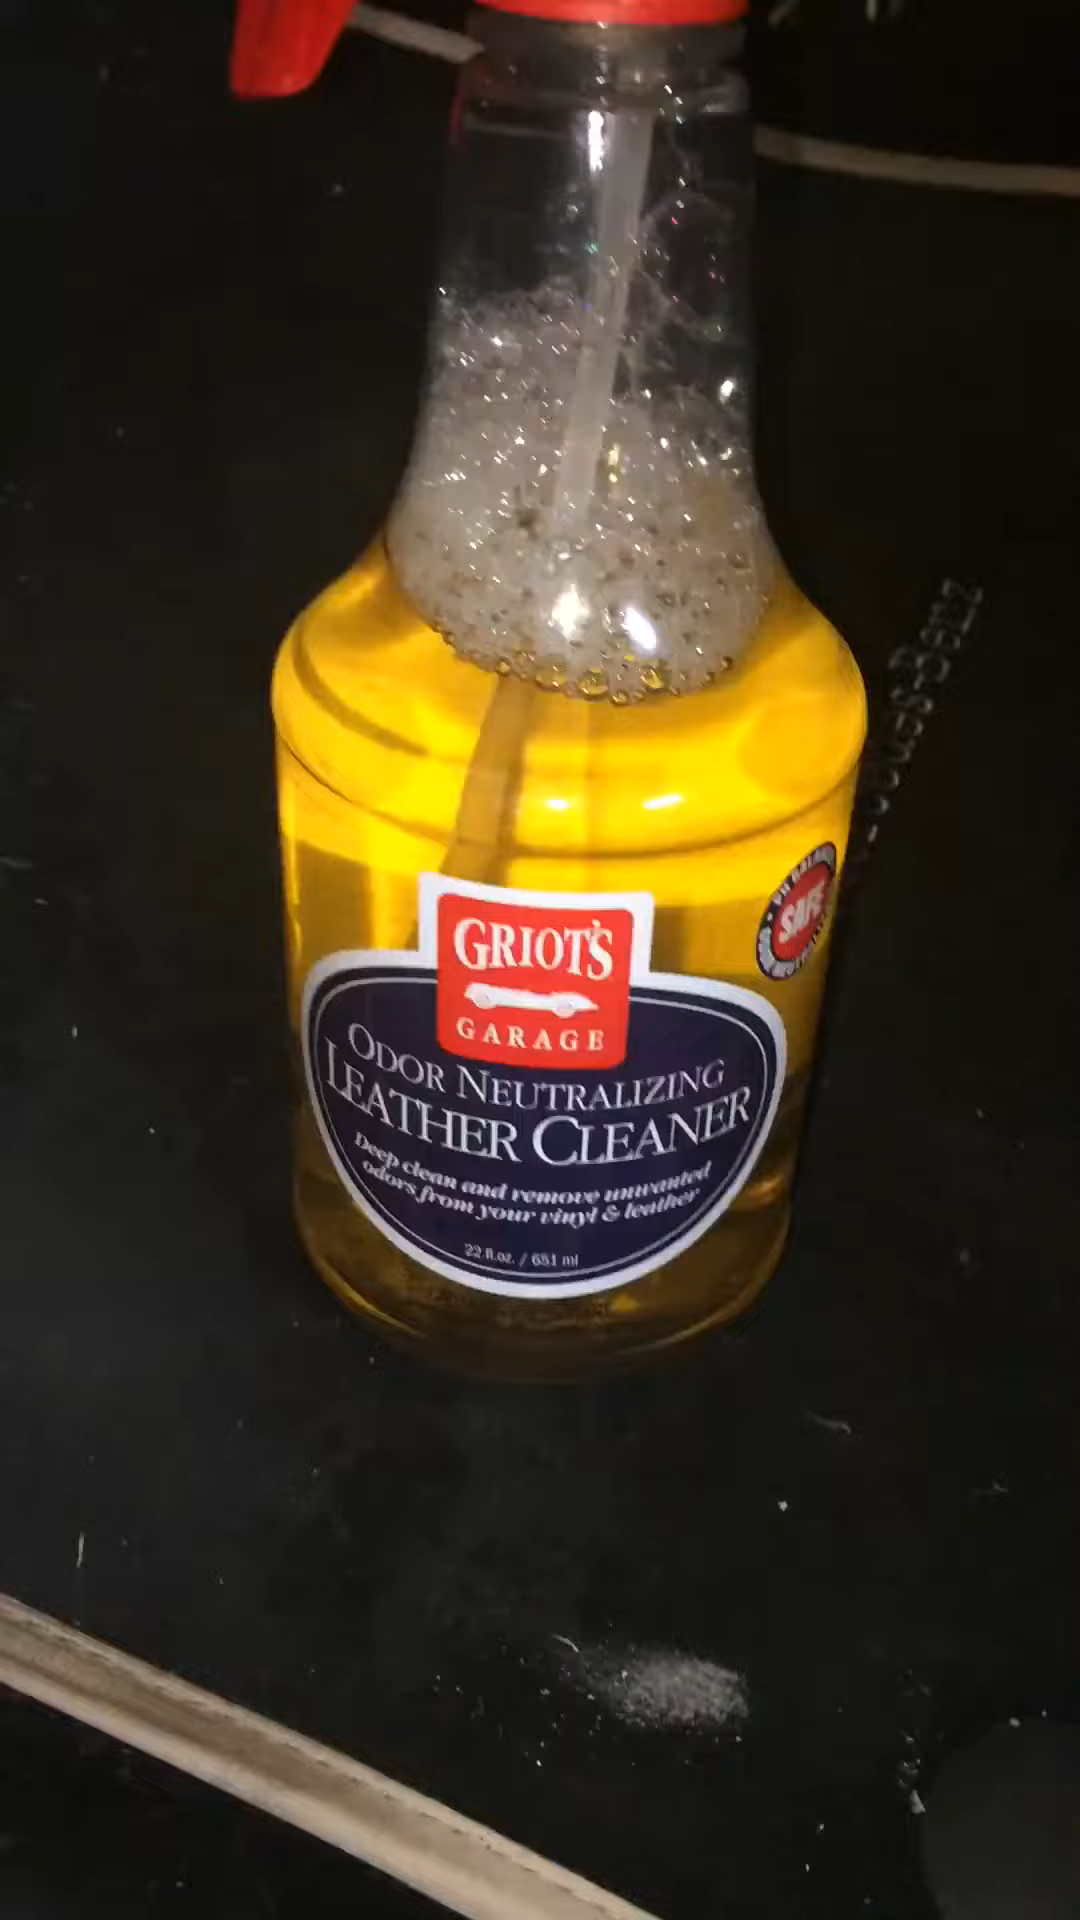 GRIOT'S
GARAGE
ODOR NEUTRALIZING
LEATHER CLEANER
Deep clean and remove unwanted
odors from your vinyl & leather
22 fl.oz. / 651 ml
SAFE